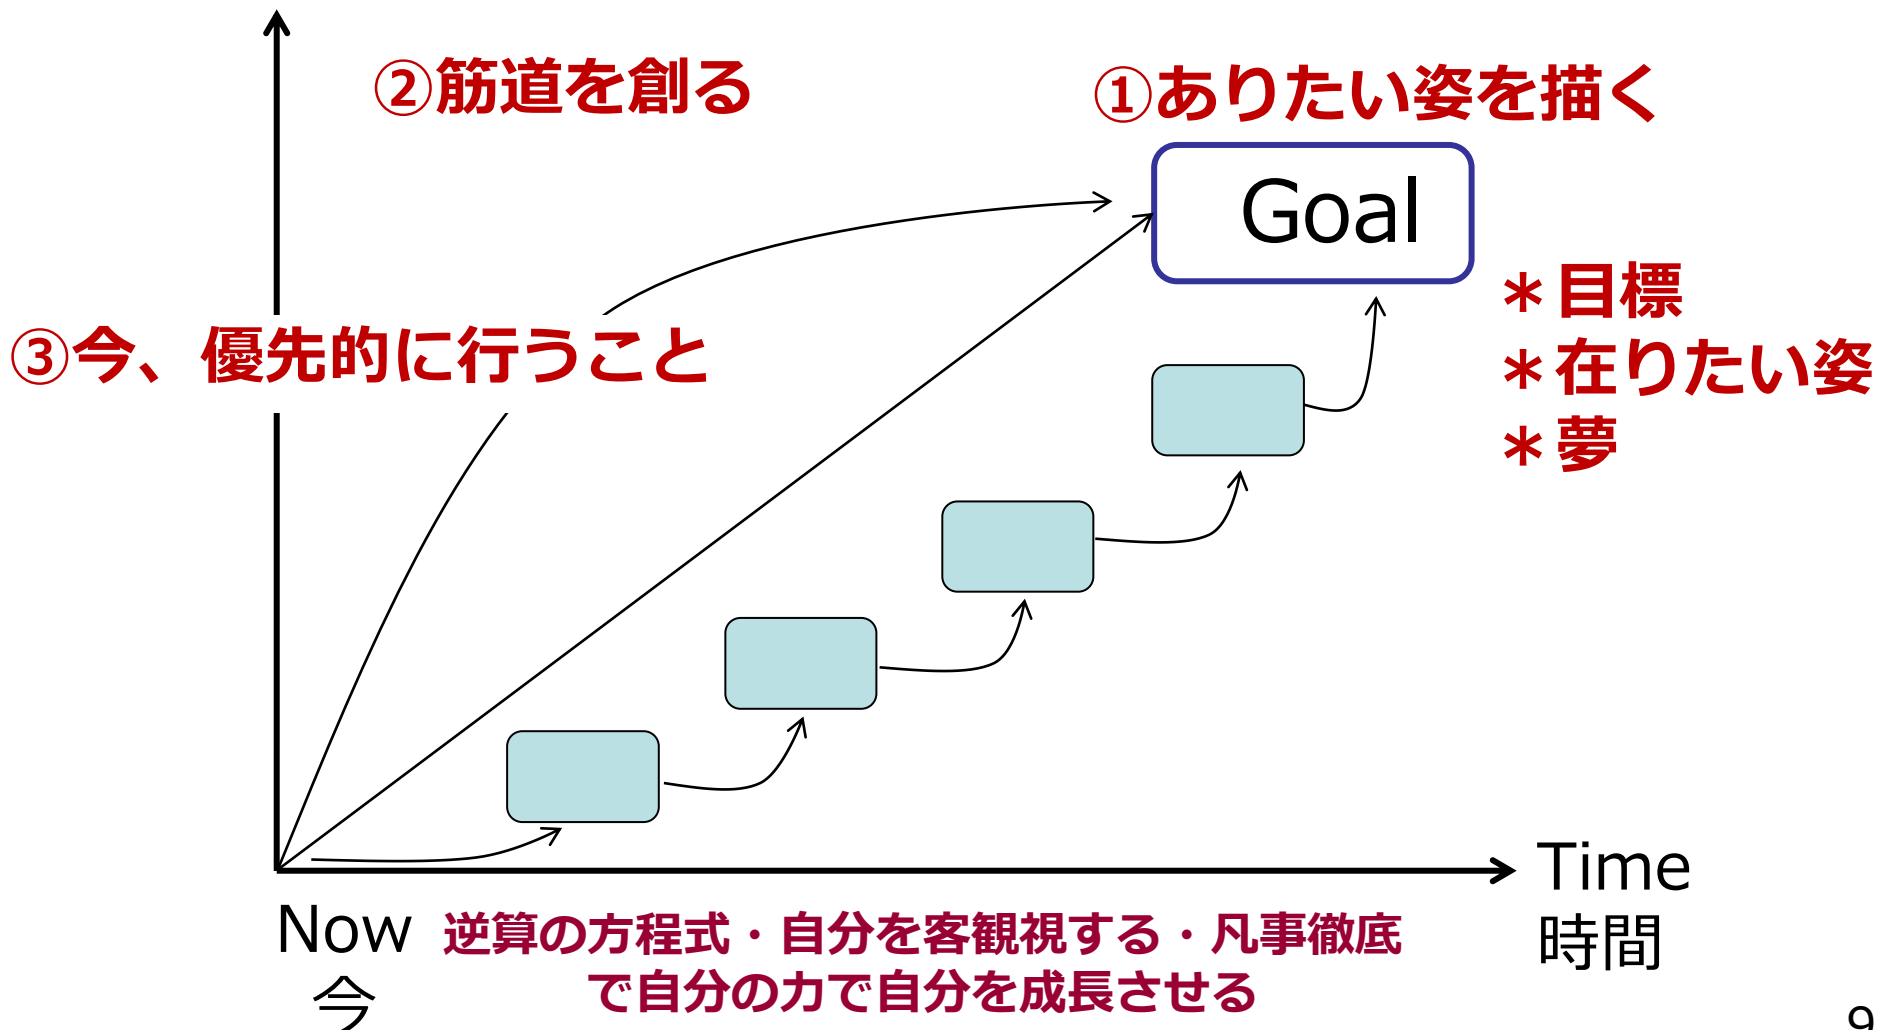 ②筋道を創る
①ありたい姿を描く
Goal
＊目標
③今、優先的に行うこと
＊在りたい姿
＊夢
Time
時間
Now
今
逆算の方程式・自分を客観視する・凡事徹底
で自分の力で自分を成長させる
9